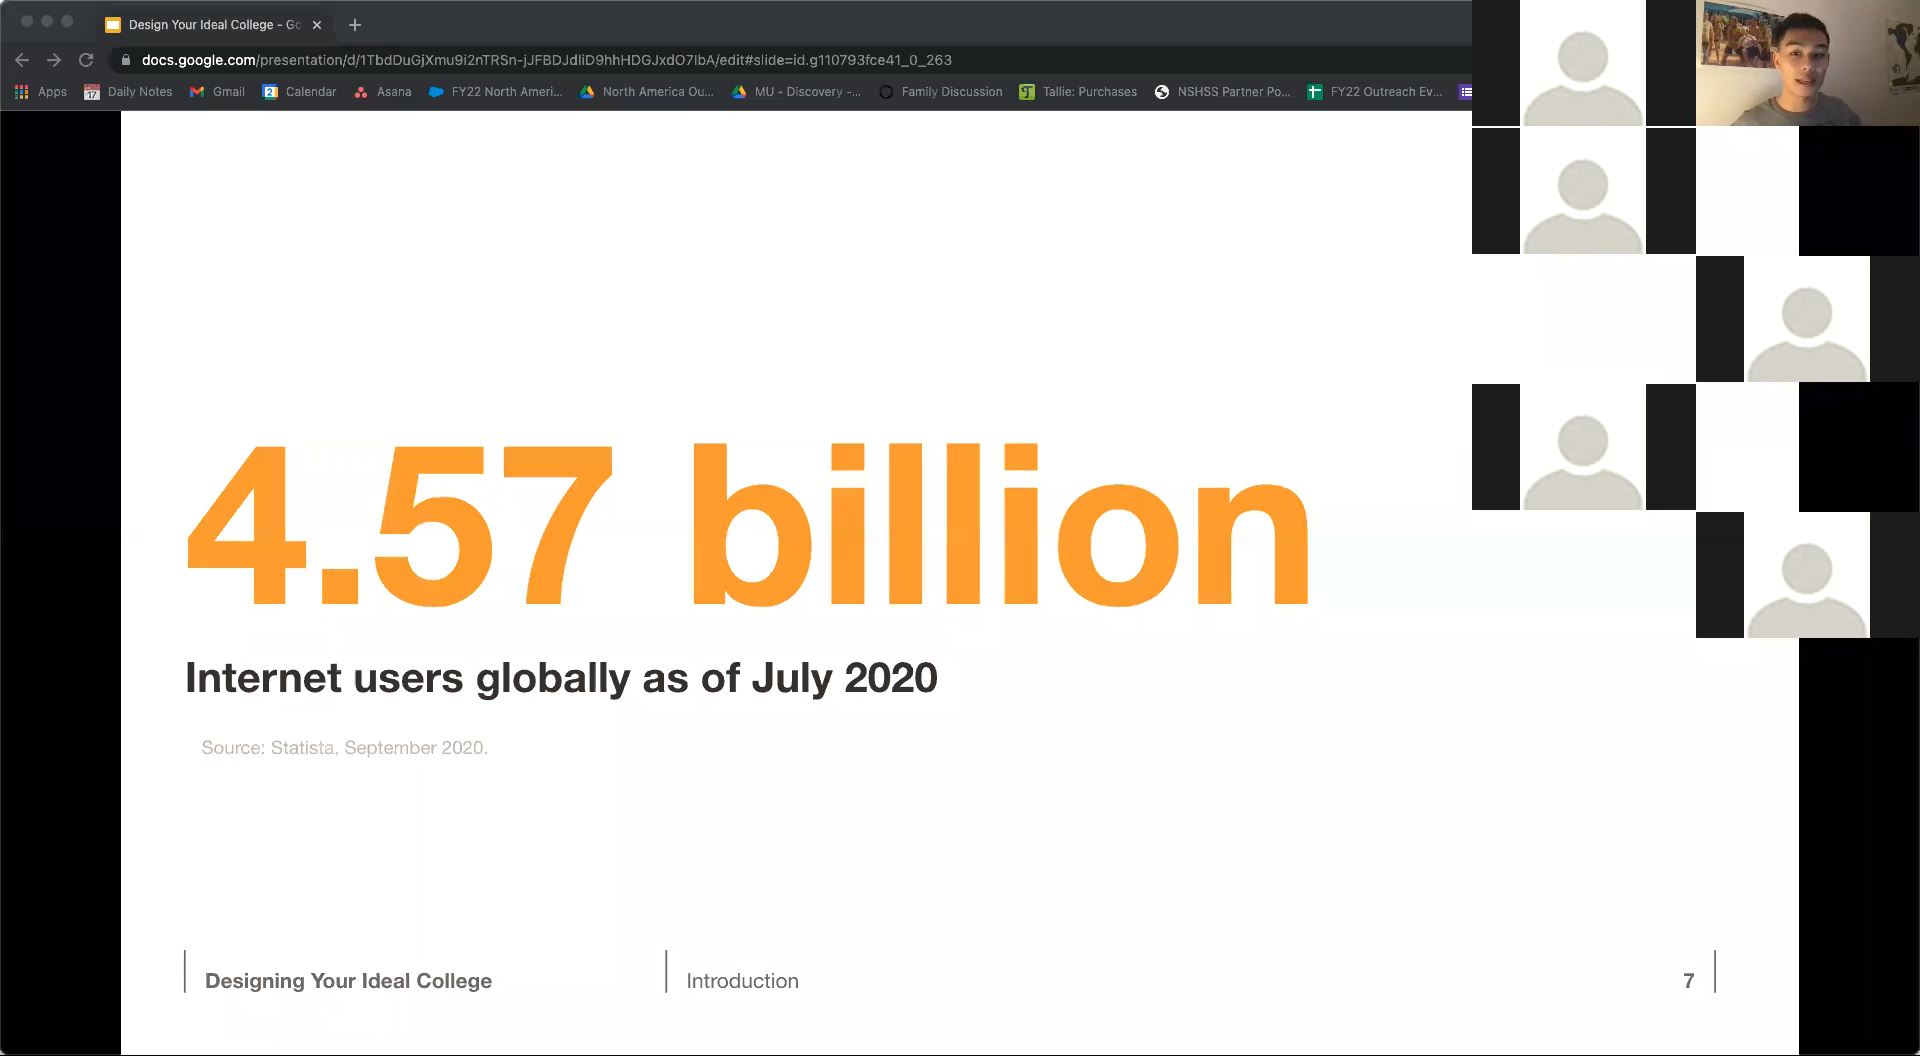 Design Your Ideal College - Gc
docs.google.com/presentation/d/1TbdDuGjXmu9i2nTRSn-jJFBDJdliD9hhHDGJxdO7IbA/edit#slide=id.g110793fce41_0_263
Apps 17 Daily Notes Gmail 2 Calendar Asana FY22 North Ameri... North America Ou... MU - Discovery -... Family Discussion Tallie: Purchases NSHSS Partner Po... FY22 Outreach Ev...
4.57 billion
Internet users globally as of July 2020
Source: Statista, September 2020.
Designing Your Ideal College
Introduction
7